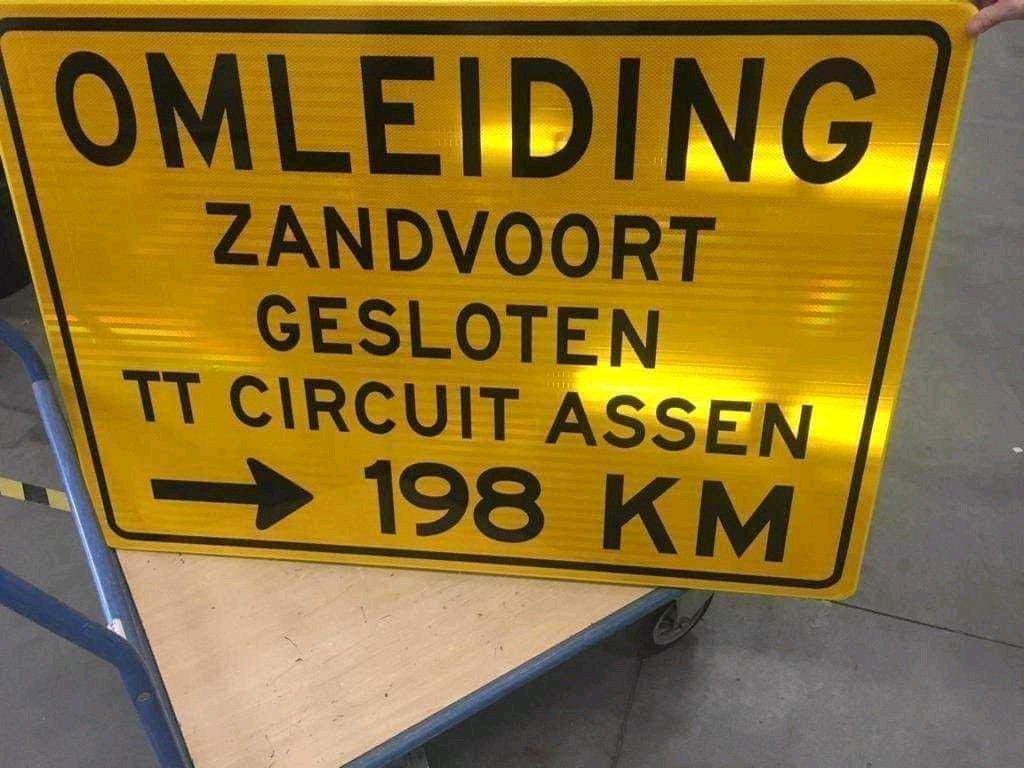 OMLEIDING
ZANDVOORT
GESLOTEN
TT CIRCUIT ASSEN
→ 198 KM